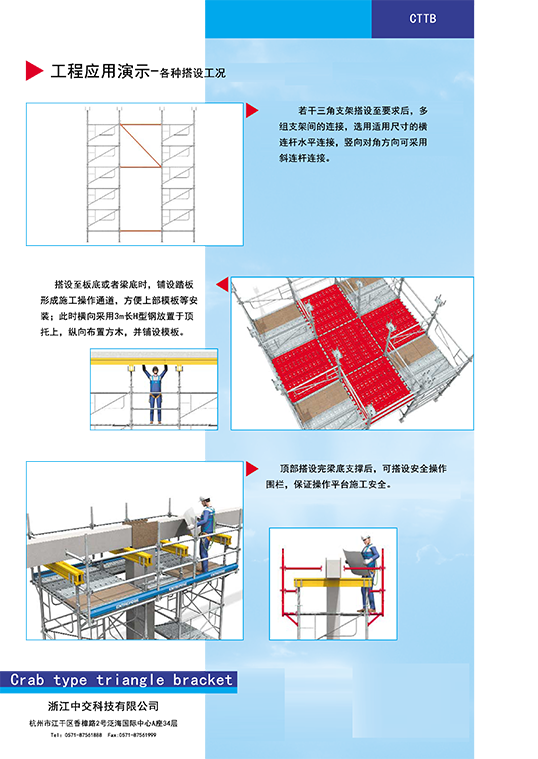 CTTB
工程应用演示-各种搭设工况
若干三角支架搭设至要求后，多
组支架间的连接，选用适用尺寸的横
连杆水平连接，竖向对角方向可采用
斜连杆连接。
搭设至板底或者梁底时，铺设踏板
形成施工操作通道，方便上部模板等安
装；此时横向采用3m长H型钢放置于顶
托上，纵向布置方木，并铺设模板。
顶部搭设完梁底支撑后，可搭设安全操作
围栏，保证操作平台施工安全。
Crab type triangle bracket
浙江中交科技有限公司
杭州市江干区香樟路2号泛海国际中心A座34层
Tel: 0571-87561888 Fax:0571-87561999